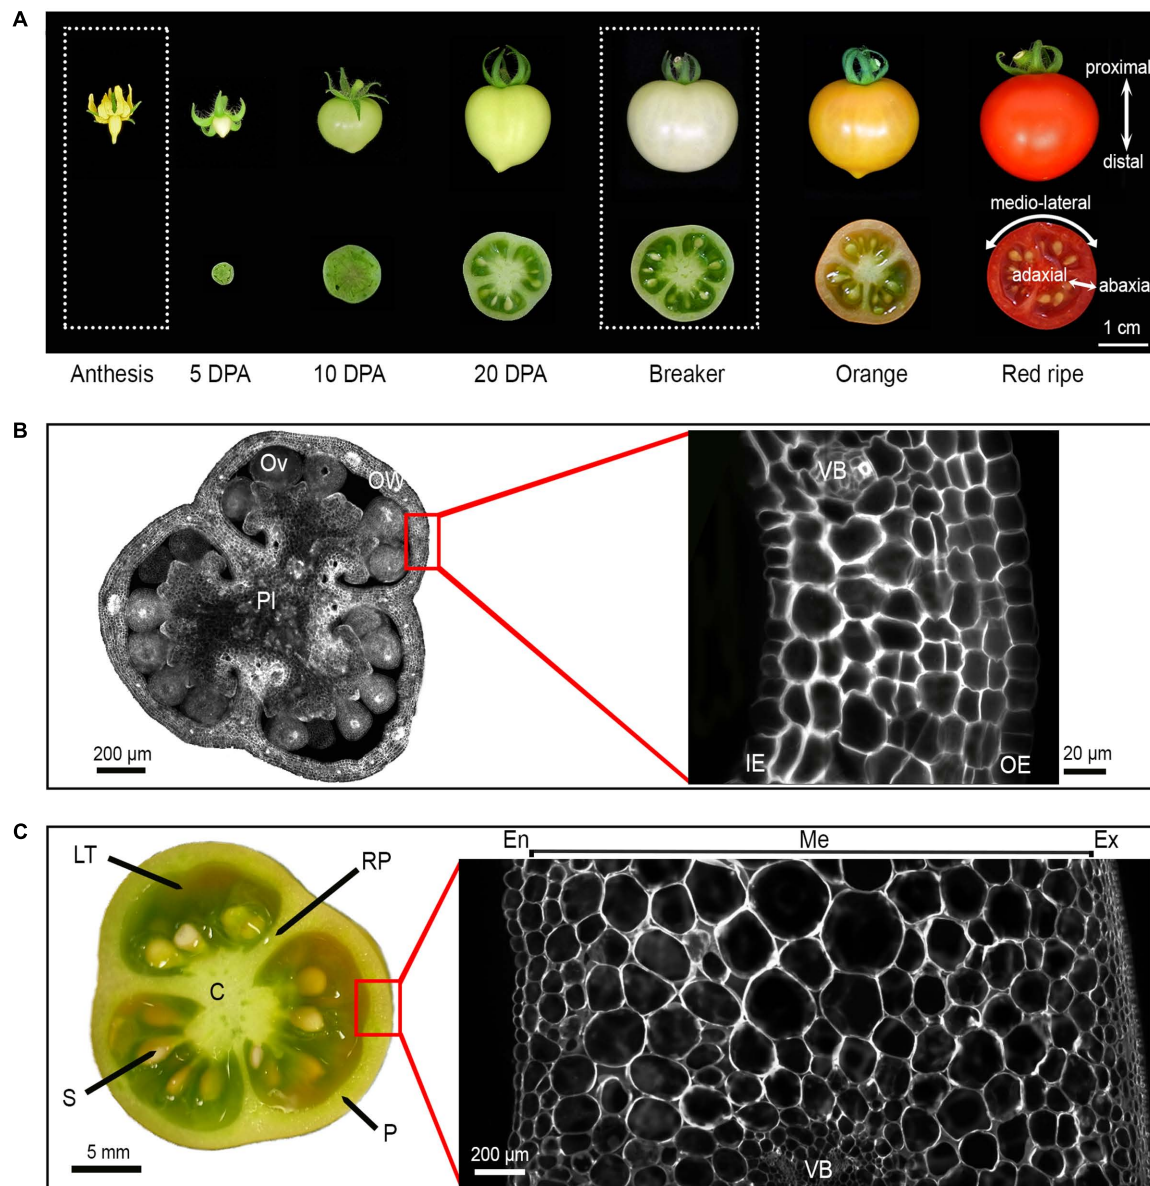 A
proximal
distal
medio-lateral
adaxial
abaxia
1 cm
Anthesis 5 DPA 10 DPA 20 DPA Breaker Orange Red ripe
B
Ov
OW
Pl
200 µm
VB
IE
OE
20 µm
C
En Me Ex
LT
RP
C
S
P
5 mm
200 µm
VB